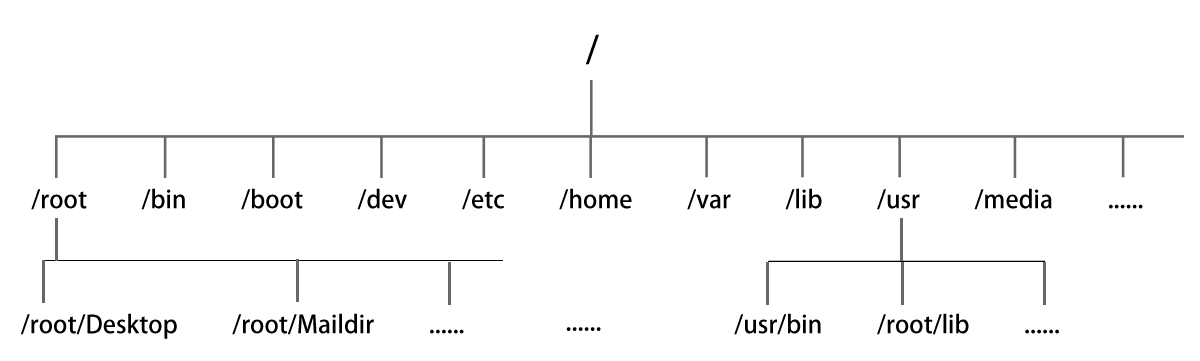 /
/root /bin /boot /dev /etc /home /var /lib /usr /media ......
/root/Desktop /root/Maildir ...... ...... /usr/bin /root/lib ......